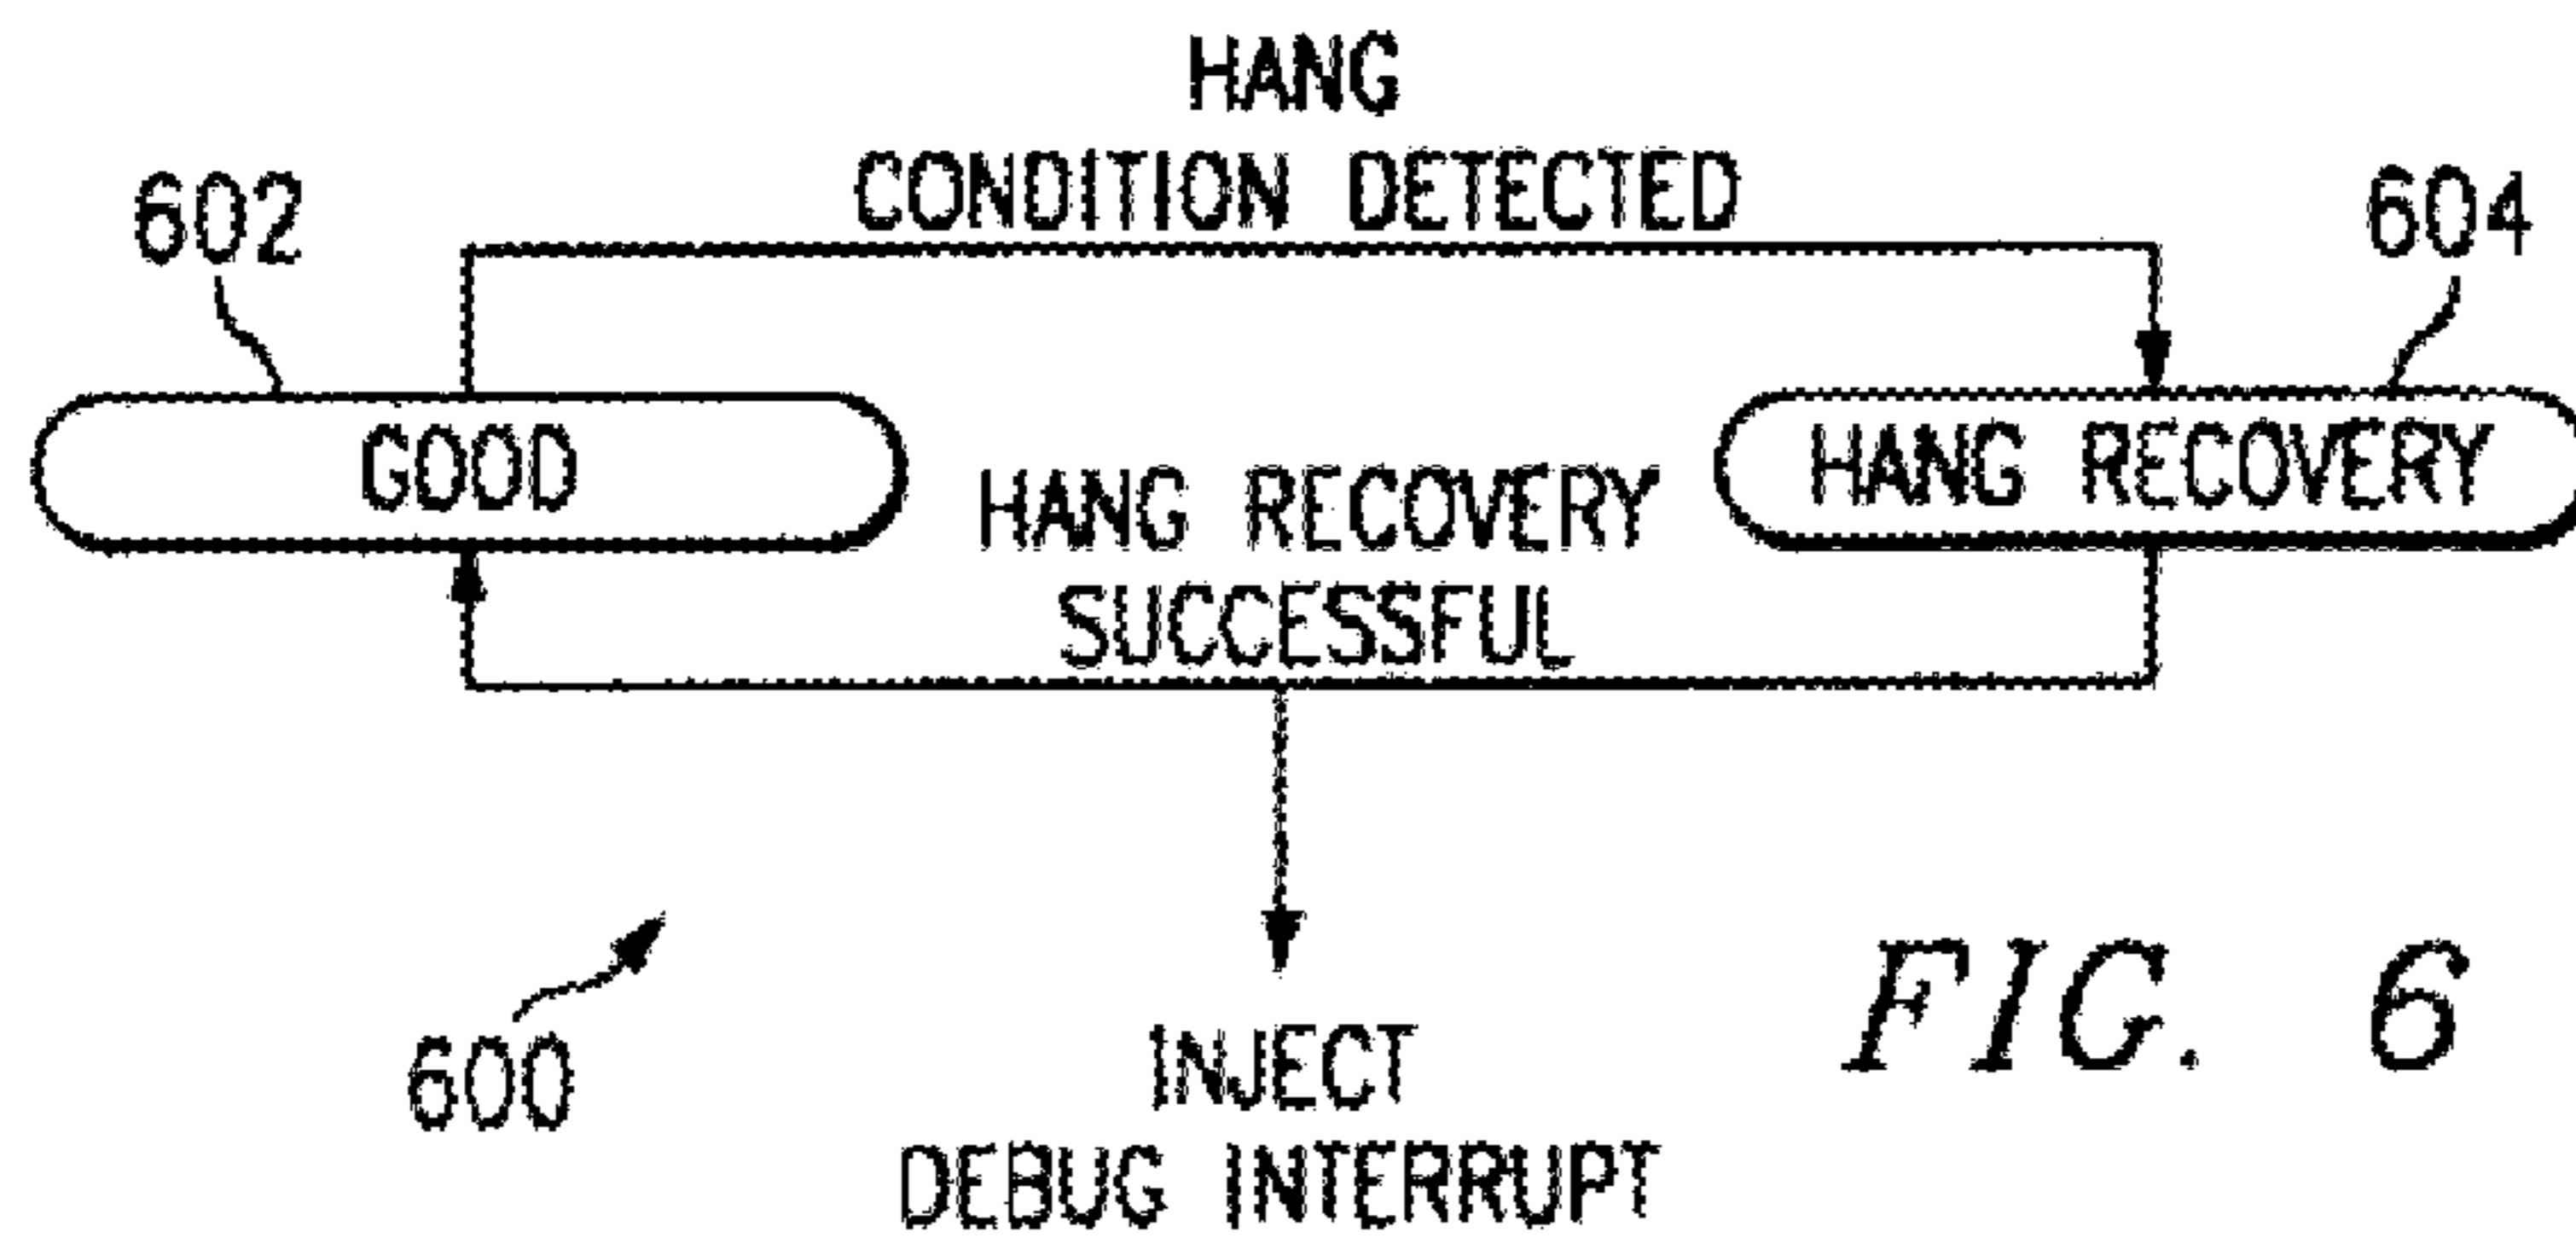 HANG
CONDITION DETECTED
602
604
GOOD
HANG RECOVERY
HANG RECOVERY
SUCCESSFUL
600
INJECT
DEBUG INTERRUPT
FIG. 6